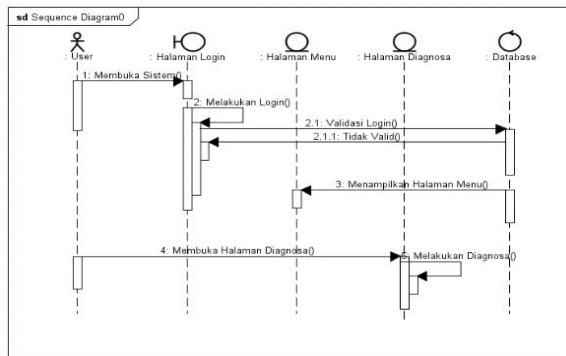 sd Sequence Diagram0
: User
: Halaman Login
: Halaman Menu
: Halaman Diagnosa
: Database
1: Membuka Sistem()
2: Melakukan Login()
2.1: Validasi Login()
2.1.1: Tidak Valid()
3: Menampilkan Halaman Menu()
4: Membuka Halaman Diagnosa()
5: Melakukan Diagnosa()